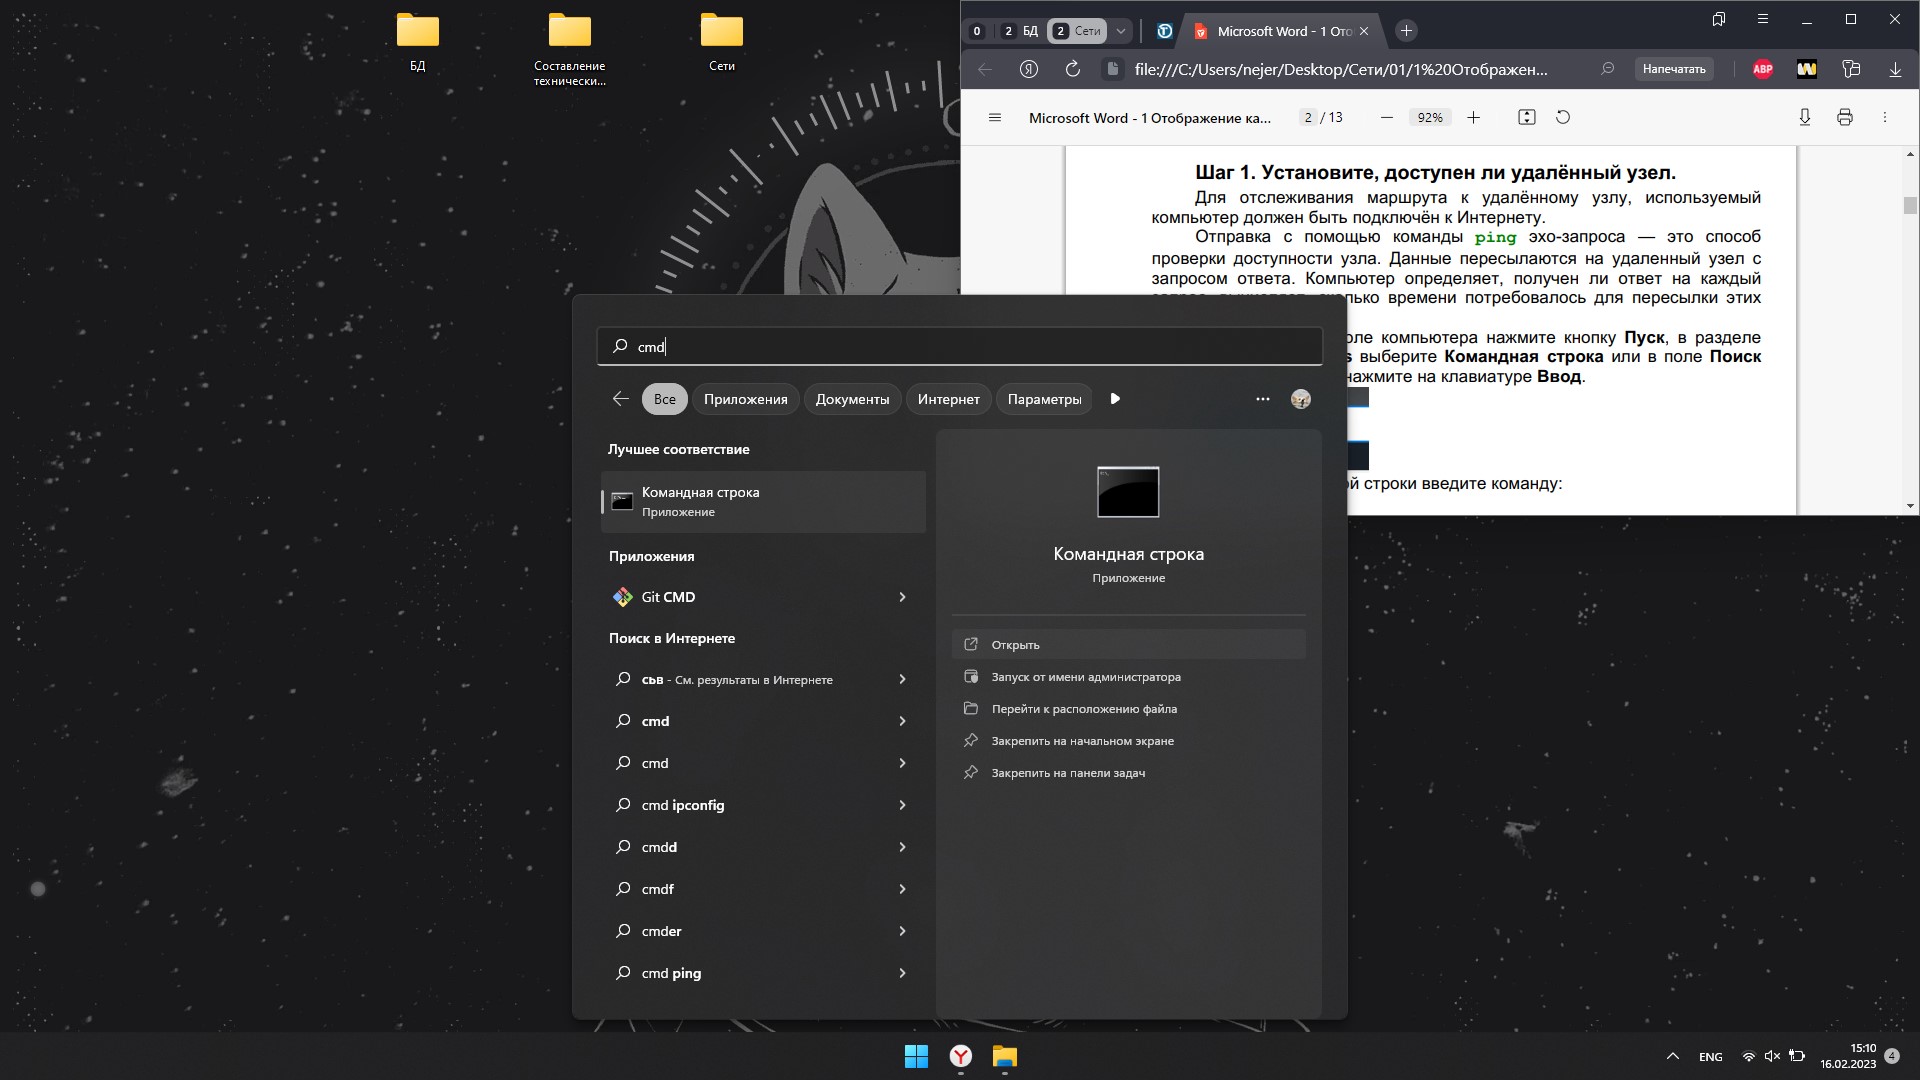 БД
Составление
технически...
Сети
0
2 БД
2 Сети
Microsoft Word - 1 Ото
file:///C:/Users/nejer/Desktop/Сети/01/1%20Отображен...
Напечатать
ABP
Microsoft Word - 1 Отображение ка...
2 / 13
92%
Шаг 1. Установите, доступен ли удалённый узел.
Для отслеживания маршрута к удалённому узлу, используемый
компьютер должен быть подключён к Интернету.
Отправка с помощью команды ping эхо-запроса — это способ
проверки доступности узла. Данные пересылаются на удаленный узел с
запросом ответа. Компьютер определяет, получен ли ответ на каждый
времени потребовалось для пересылки этих
компьютера нажмите кнопку Пуск, в разделе
выберите Командная строка или в поле Поиск
нажмите на клавиатуре Ввод.
строки введите команду:
cmd
Все
Приложения
Документы
Интернет
Параметры
Лучшее соответствие
Командная строка
Приложение
Приложения
Git CMD
Поиск в Интернете
сьв - См. результаты в Интернете
cmd
cmd
cmd ipconfig
cmdd
cmdf
cmder
cmd ping
Командная строка
Приложение
Открыть
Запуск от имени администратора
Перейти к расположению файла
Закрепить на начальном экране
Закрепить на панели задач
ENG
15:10
16.02.2023
4